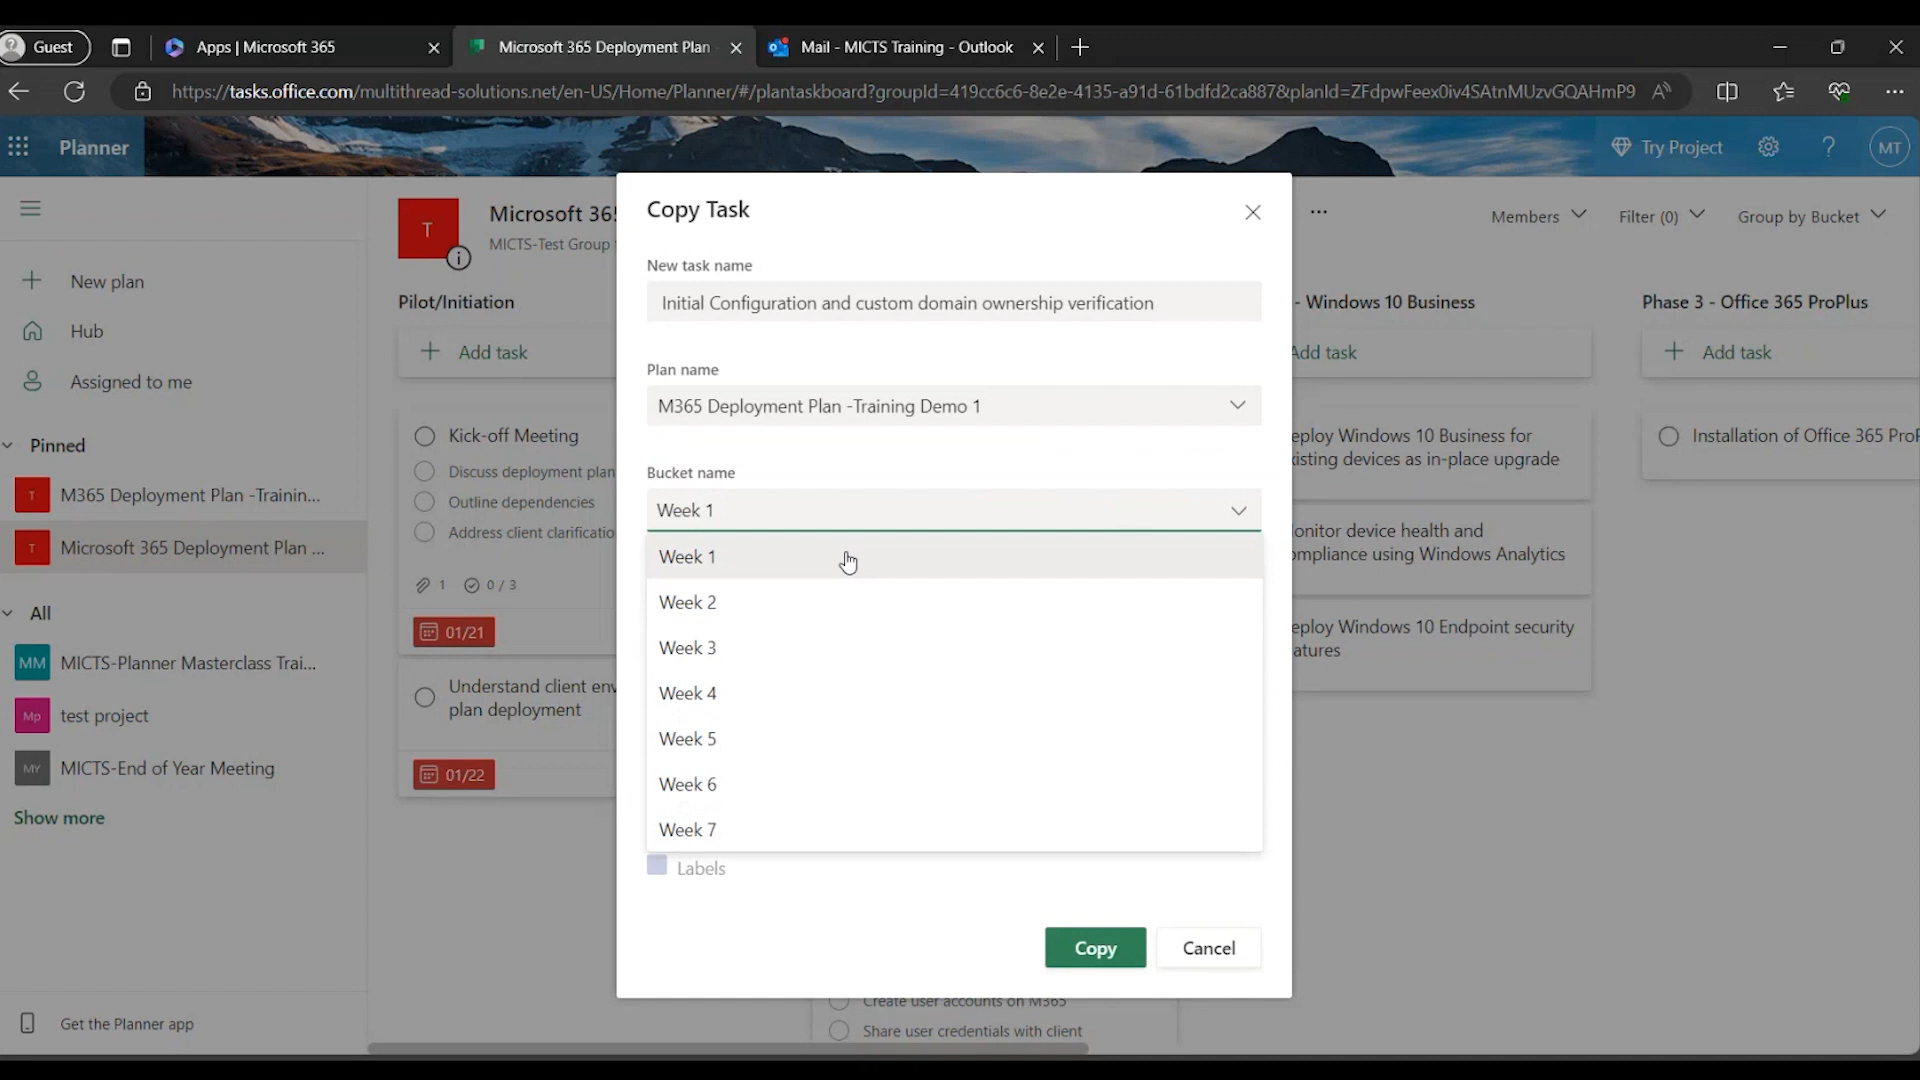 Guest
Apps | Microsoft 365
Microsoft 365 Deployment Plan
Mail - MICTS Training - Outlook
https://tasks.office.com/multithread-solutions.net/en-US/Home/Planner/#/plantaskboard?groupId=419cc6c6-8e2e-4135-a91d-61bdfd2ca887&planId=ZFdpwFeex0iv4SAtnMUzvGQAHmP9
Planner
Try Project
?
MT
New plan
Hub
Assigned to me
Pinned
T
M365 Deployment Plan -Trainin...
T
Microsoft 365 Deployment Plan ...
All
MM
MICTS-Planner Masterclass Trai...
Mp
test project
MY
MICTS-End of Year Meeting
Show more
Get the Planner app
T
Microsoft 365
MICTS-Test Group
...
Members
Filter (0)
Group by Bucket
Pilot/Initiation
Add task
Kick-off Meeting
Discuss deployment plan
Outline dependencies
Address client clarificatio
1
0 / 3
01/21
Understand client env
plan deployment
01/22
Copy Task
New task name
Initial Configuration and custom domain ownership verification
Plan name
M365 Deployment Plan -Training Demo 1
Bucket name
Week 1
Week 1
Week 2
Week 3
Week 4
Week 5
Week 6
Week 7
Labels
Copy
Cancel
Create user accounts on M365
Share user credentials with client
- Windows 10 Business
Add task
eploy Windows 10 Business for
xisting devices as in-place upgrade
onitor device health and
ompliance using Windows Analytics
eploy Windows 10 Endpoint security
atures
Phase 3 - Office 365 ProPlus
Add task
Installation of Office 365 ProP